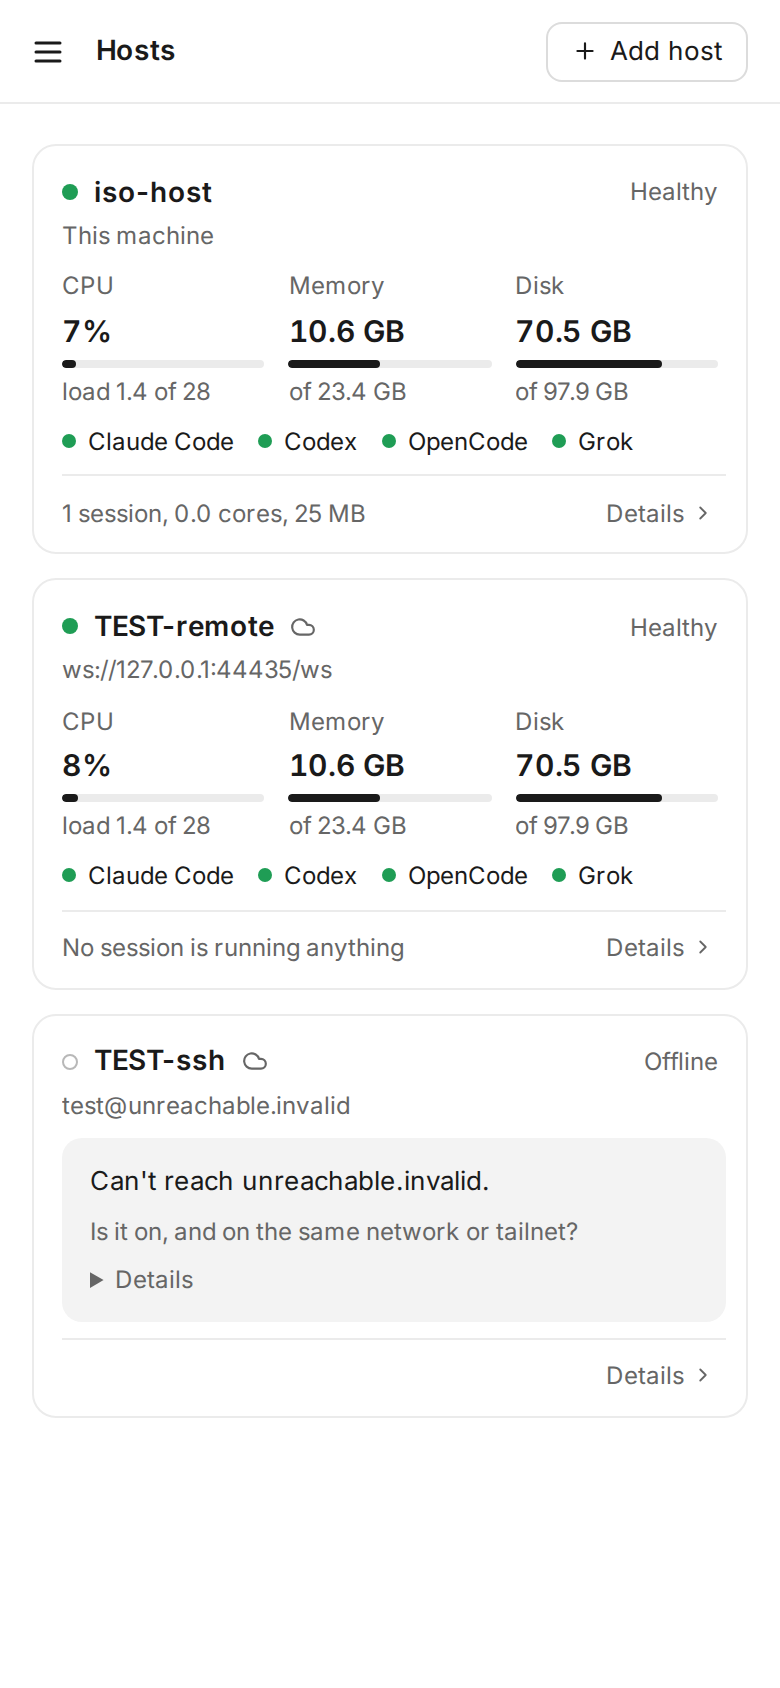 Hosts
Add host
iso-host
Healthy
This machine
CPU
Memory
Disk
7%
10.6 GB
70.5 GB
load 1.4 of 28
of 23.4 GB
of 97.9 GB
Claude Code
Codex
OpenCode
Grok
1 session, 0.0 cores, 25 MB
Details
TEST-remote
Healthy
ws://127.0.0.1:44435/ws
CPU
Memory
Disk
8%
10.6 GB
70.5 GB
load 1.4 of 28
of 23.4 GB
of 97.9 GB
Claude Code
Codex
OpenCode
Grok
No session is running anything
Details
TEST-ssh
Offline
test@unreachable.invalid
Can't reach unreachable.invalid.
Is it on, and on the same network or tailnet?
Details
Details